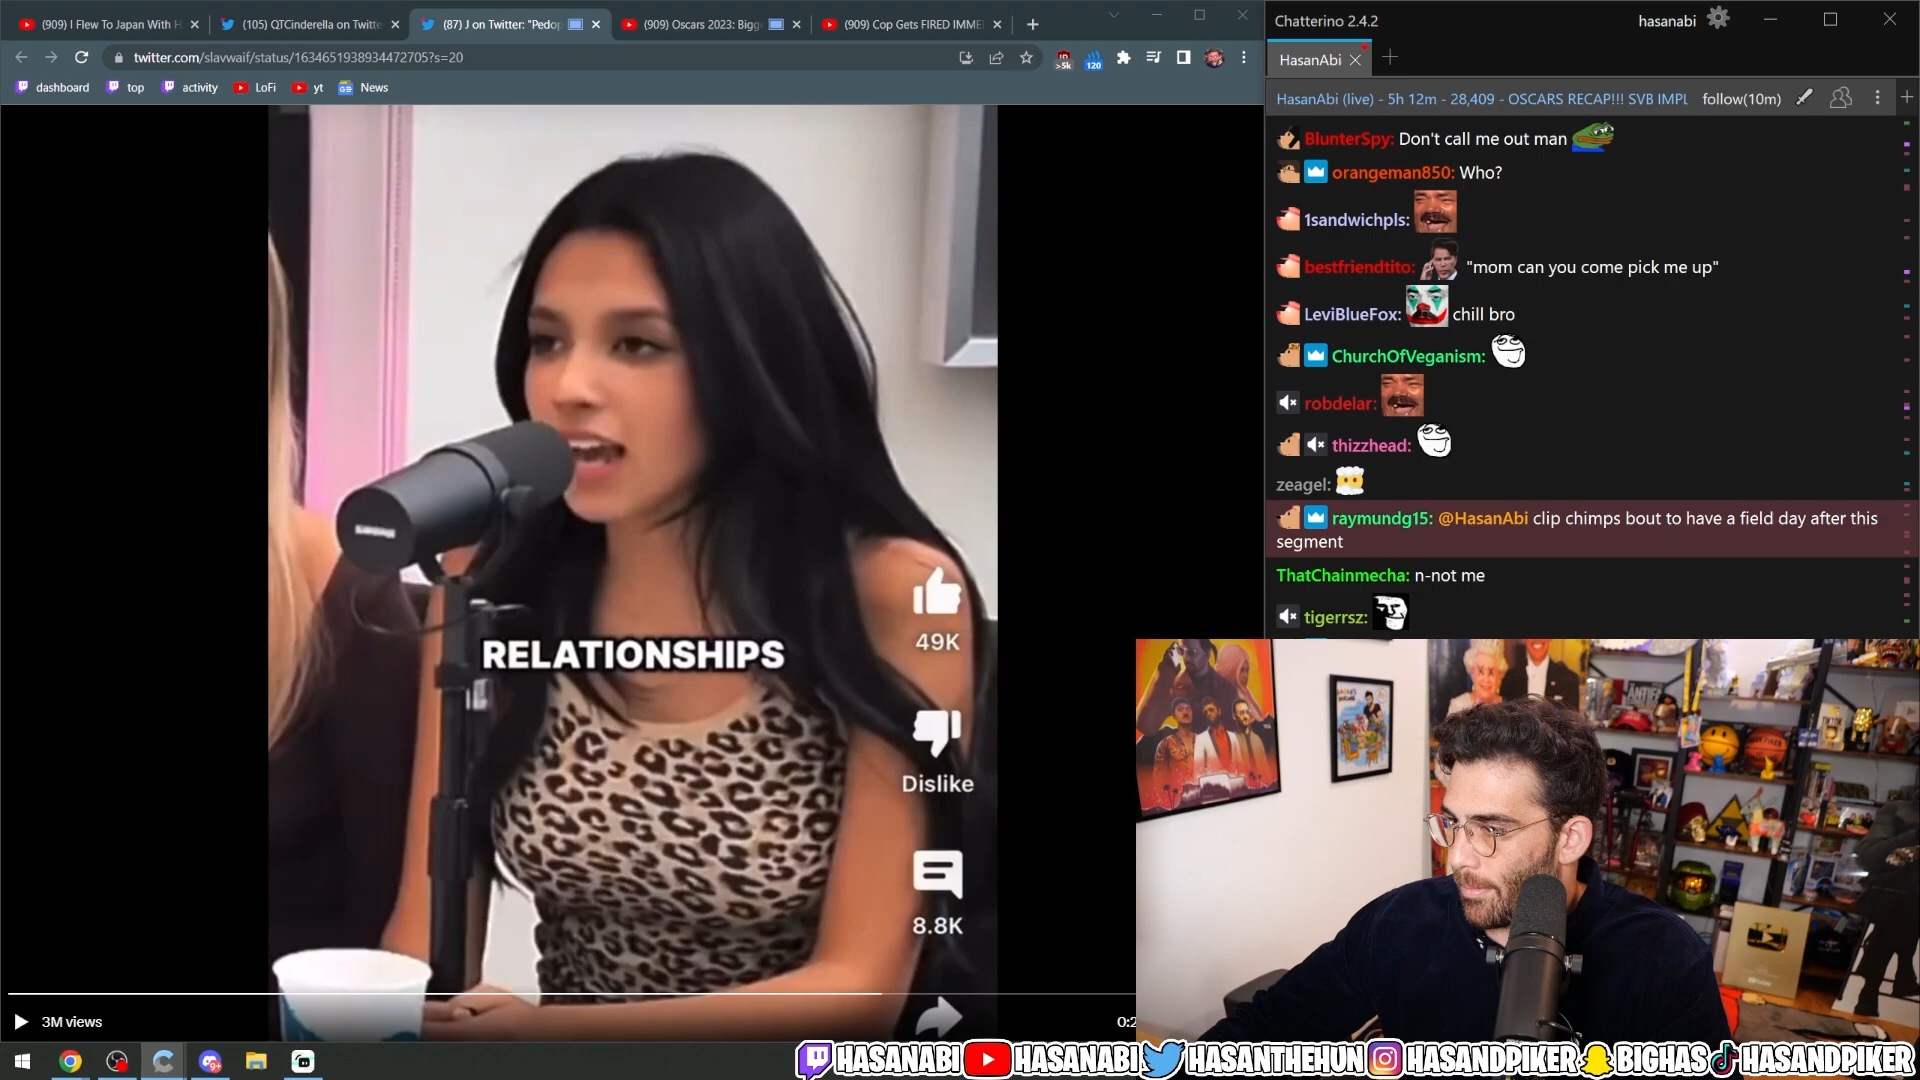 (909) I Flew To Japan With H
(105) QTCinderella on Twitte
(87) J on Twitter: "Pedop
(909) Oscars 2023: Bigg
(909) Cop Gets FIRED IMME
twitter.com/slavwaif/status/1634651938934472705?s=20
>5k
120
dashboard
top
activity
LoFi
yt
News
RELATIONSHIPS
49K
Dislike
8.8K
3M views
0:2
Chatterino 2.4.2
hasanabi
HasanAbi
HasanAbi (live) - 5h 12m - 28,409 - OSCARS RECAP!!! SVB IMPL
follow(10m)
BlunterSpy: Don't call me out man
orangeman850: Who?
1sandwichpls:
bestfriendtito: "mom can you come pick me up"
LeviBlueFox: chill bro
ChurchOfVeganism:
robdelar:
thizzhead:
zeagel:
raymundg15: @HasanAbi clip chimps bout to have a field day after this
segment
ThatChainmecha: n-not me
tigerrsz:
HASANABI HASANABI HASANTHEHUN HASANDPIKER BIGHAS HASANDPIKER